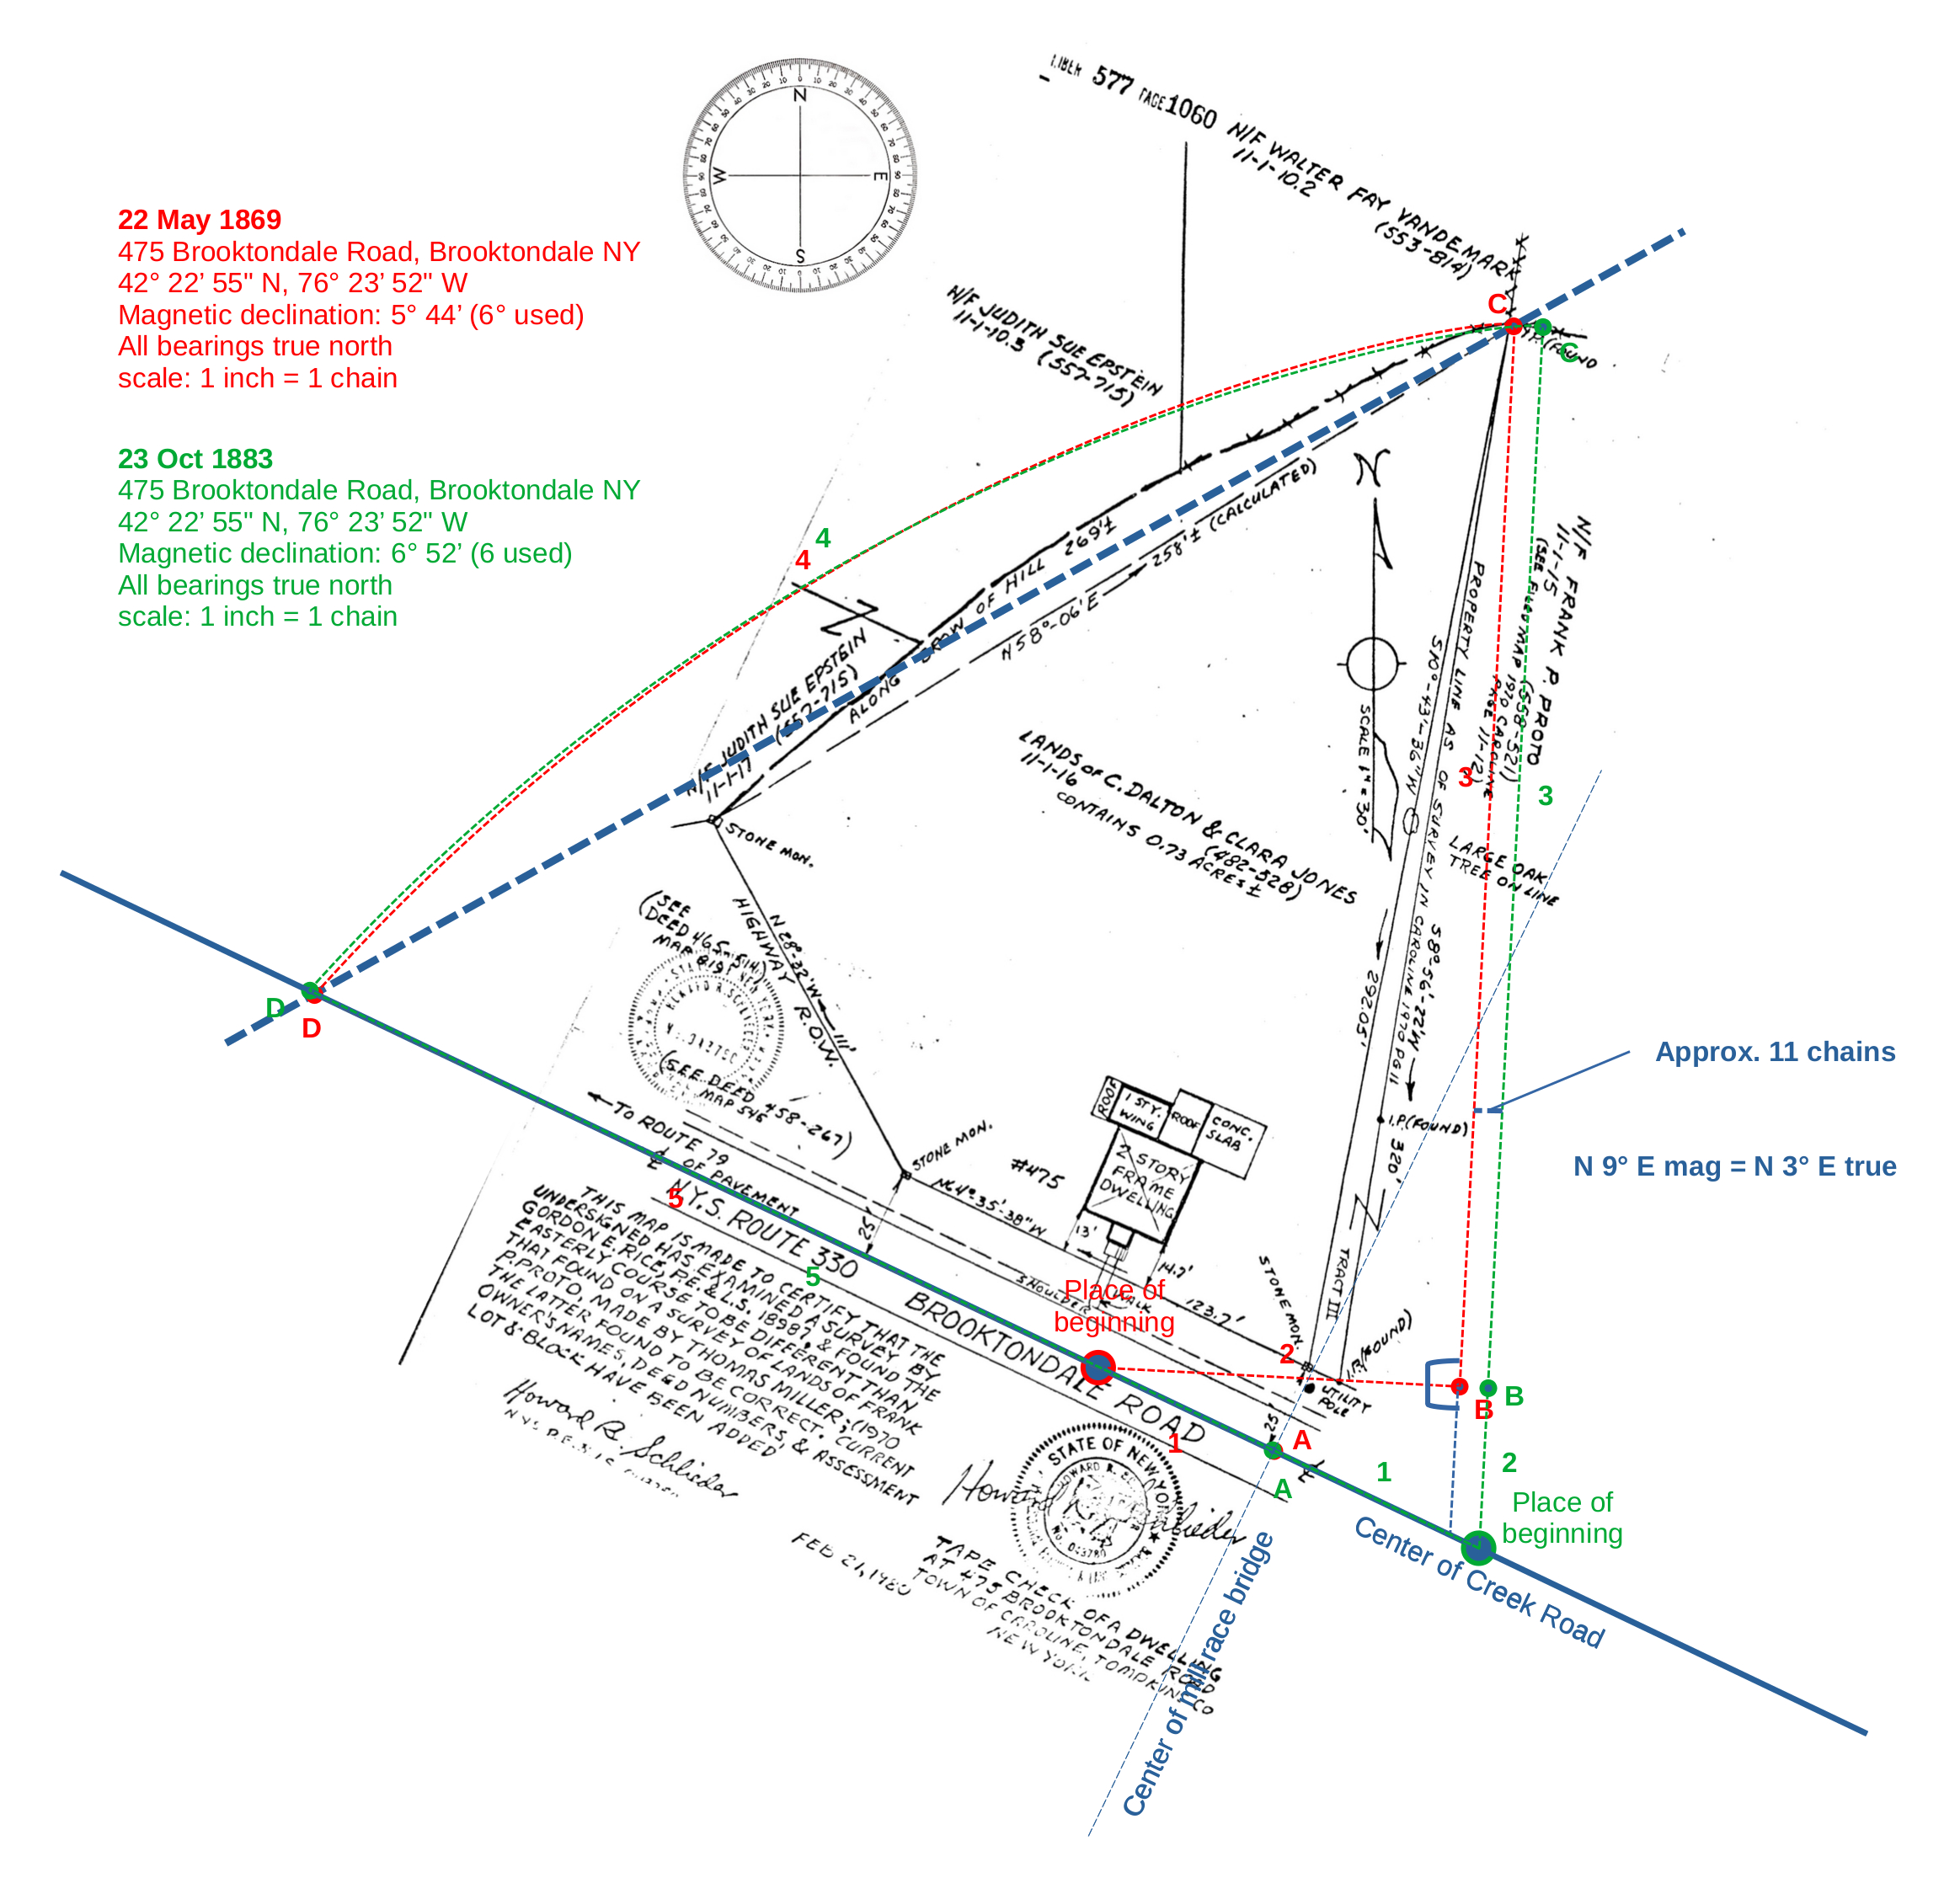 LIBER 577 PAGE 1060
N/F WALTER FAY VANDEMARK
11-1-10.2
(553-814)
N
W E
S
22 May 1869
475 Brooktondale Road, Brooktondale NY
42° 22’ 55" N, 76° 23’ 52" W
Magnetic declination: 5° 44’ (6° used)
All bearings true north
scale: 1 inch = 1 chain
23 Oct 1883
475 Brooktondale Road, Brooktondale NY
42° 22’ 55" N, 76° 23’ 52" W
Magnetic declination: 6° 52’ (6 used)
All bearings true north
scale: 1 inch = 1 chain
N/F JUDITH SUE EPSTEIN
11-1-10.3 (557-715)
C
C
I.P. (FOUND
4
4
ALONG BROW OF HILL 269'±
N58°-06'E 258'± (CALCULATED)
N
SCALE 1" = 30'
N/F JUDITH SUE EPSTEIN
11-1-17 (557-715)
STONE MON.
LANDS OF C. DALTON & CLARA JONES
11-1-16 (482-528)
CONTAINS 0.73 ACRES±
N/F FRANK P. PROTO
11-1-15 (558-521)
(SEE FILED MAP 1970 CAROLINE
PAGE 11-12)
3
3
PROPERTY LINE AS OF SURVEY IN CAROLINE 1970 PG 11
S10°-43'-36"W
292.05'
S8°-56'-22"W
320'
LARGE OAK
TREE ON LINE
D
D
(SEE
DEED 465-514)
MAP 819
N28°-22'W 111'
HIGHWAY R.O.W.
(SEE DEED 458-267)
MAP 546
Approx. 11 chains
N 9° E mag = N 3° E true
I.P.(FOUND)
ROOF
1 STY.
WING
ROOF
CONC.
SLAB
2 STORY
FRAME
DWELLING
#475
STONE MON.
N64°-35'-38"W
13'
14.7'
123.7'
TO ROUTE 79
℄ OF PAVEMENT
5
N.Y.S. ROUTE 330
25'
5
BROOKTONDALE ROAD
SHOULDER
WALK
Place of
beginning
STONE MON.
TRACT III
I.P.(FOUND)
2
UTILITY
POLE
B
B
25'
A
A
℄
1
1
2
Place of
beginning
Center of Creek Road
Center of mill race bridge
THIS MAP IS MADE TO CERTIFY THAT THE
UNDERSIGNED HAS EXAMINED A SURVEY BY
GORDON E. RICE P.E. & L.S. 18987, & FOUND THE
EASTERLY COURSE TO BE DIFFERENT THAN
THAT FOUND ON A SURVEY OF LANDS OF FRANK
P. PROTO, MADE BY THOMAS MILLER; (1970
THE LATTER FOUND TO BE CORRECT. CURRENT
OWNER'S NAMES, DEED NUMBERS, & ASSESSMENT
LOT & BLOCK HAVE BEEN ADDED
Howard R. Schlieder
STATE OF NEW YORK
HOWARD R.
No. 043780
Howard R. Schlieder
FEB 21, 1980
TAPE CHECK OF A DWELLING
AT 475 BROOKTONDALE ROAD
TOWN OF CAROLINE, TOMPKINS CO
NEW YORK